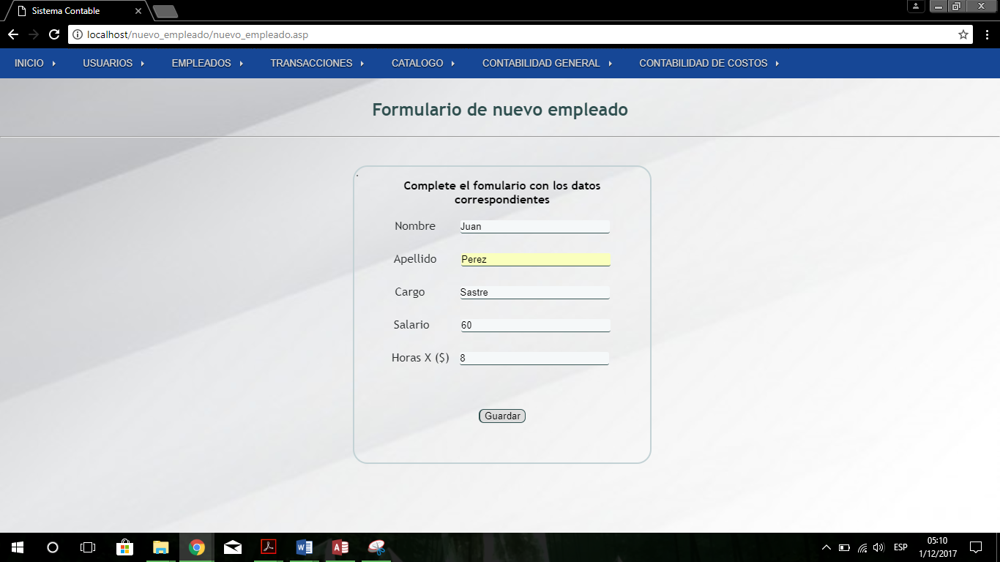 Sistema Contable
localhost/nuevo_empleado/nuevo_empleado.asp
INICIO USUARIOS EMPLEADOS TRANSACCIONES CATALOGO CONTABILIDAD GENERAL CONTABILIDAD DE COSTOS
Formulario de nuevo empleado
Complete el fomulario con los datos
correspondientes
Nombre Juan
Apellido Perez
Cargo Sastre
Salario 60
Horas X ($) 8
Guardar
ESP
05:10
1/12/2017